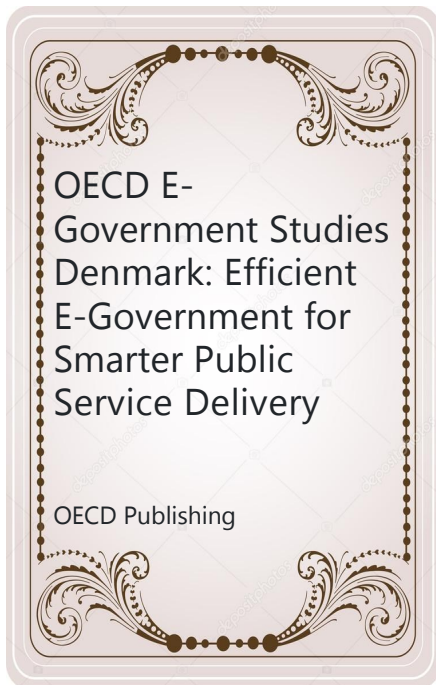 OECD E-
Government Studies
Denmark: Efficient
E-Government for
Smarter Public
Service Delivery
OECD Publishing